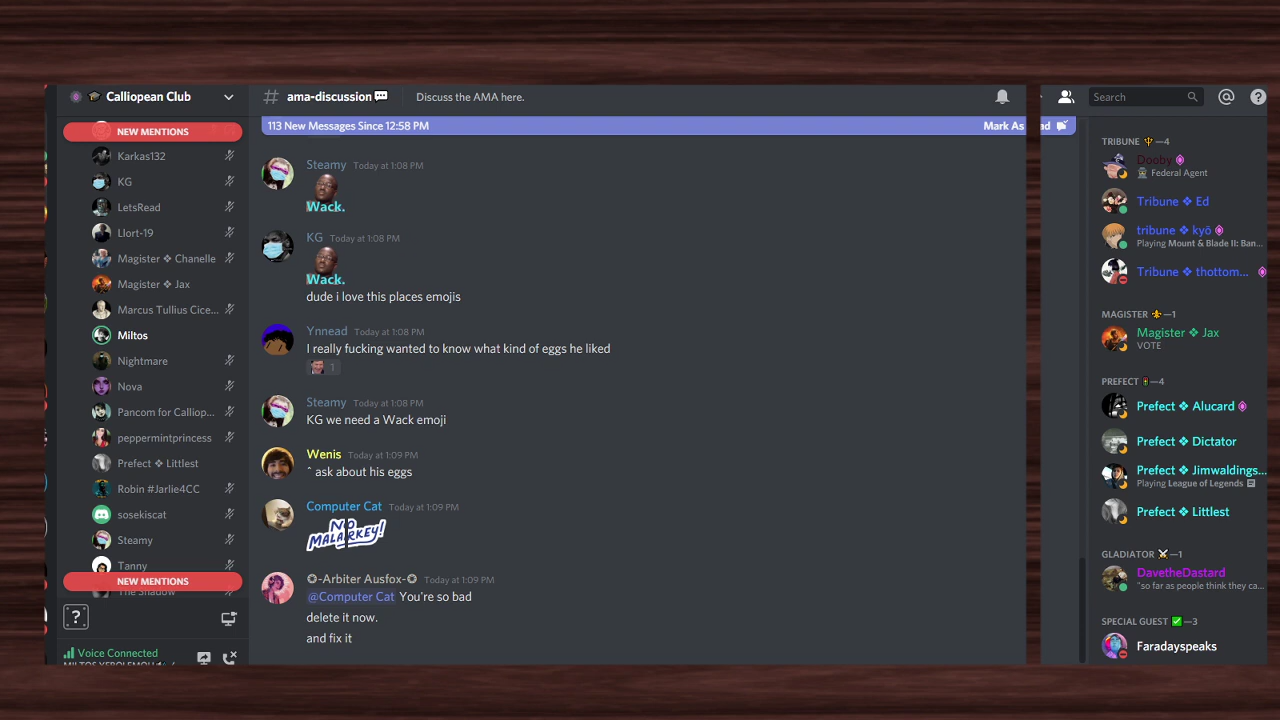 Calliopean Club
NEW MENTIONS
Karkas132
KG
LetsRead
Llort-19
Magister ❖ Chanelle
Magister ❖ Jax
Marcus Tullius Cice...
Miltos
Nightmare
Nova
Pancom for Calliop...
peppermintprincess
Prefect ❖ Littlest
Robin #Jarlie4CC
sosekiscat
Steamy
Tanny
NEW MENTIONS
The Shadow
Voice Connected
# ama-discussion 💬 Discuss the AMA here.
113 New Messages Since 12:58 PM Mark As ad
Steamy Today at 1:08 PM
Wack.
KG Today at 1:08 PM
Wack.
dude i love this places emojis
Ynnead Today at 1:08 PM
I really fucking wanted to know what kind of eggs he liked
1
Steamy Today at 1:08 PM
KG we need a Wack emoji
Wenis Today at 1:09 PM
^ ask about his eggs
Computer Cat Today at 1:09 PM
NO
MALARKEY!
❂-Arbiter Ausfox-❂ Today at 1:09 PM
@Computer Cat You're so bad
delete it now.
and fix it
Search
TRIBUNE 🔱—4
Dooby
Federal Agent
Tribune ❖ Ed
tribune ❖ kyō
Playing Mount & Blade II: Ban...
Tribune ❖ thottom...
MAGISTER ⚜—1
Magister ❖ Jax
VOTE
PREFECT —4
Prefect ❖ Alucard
Prefect ❖ Dictator
Prefect ❖ Jimwaldings...
Playing League of Legends
Prefect ❖ Littlest
GLADIATOR ⚔—1
DavetheDastard
"so far as people think they ca...
SPECIAL GUEST ✅—3
Faradayspeaks